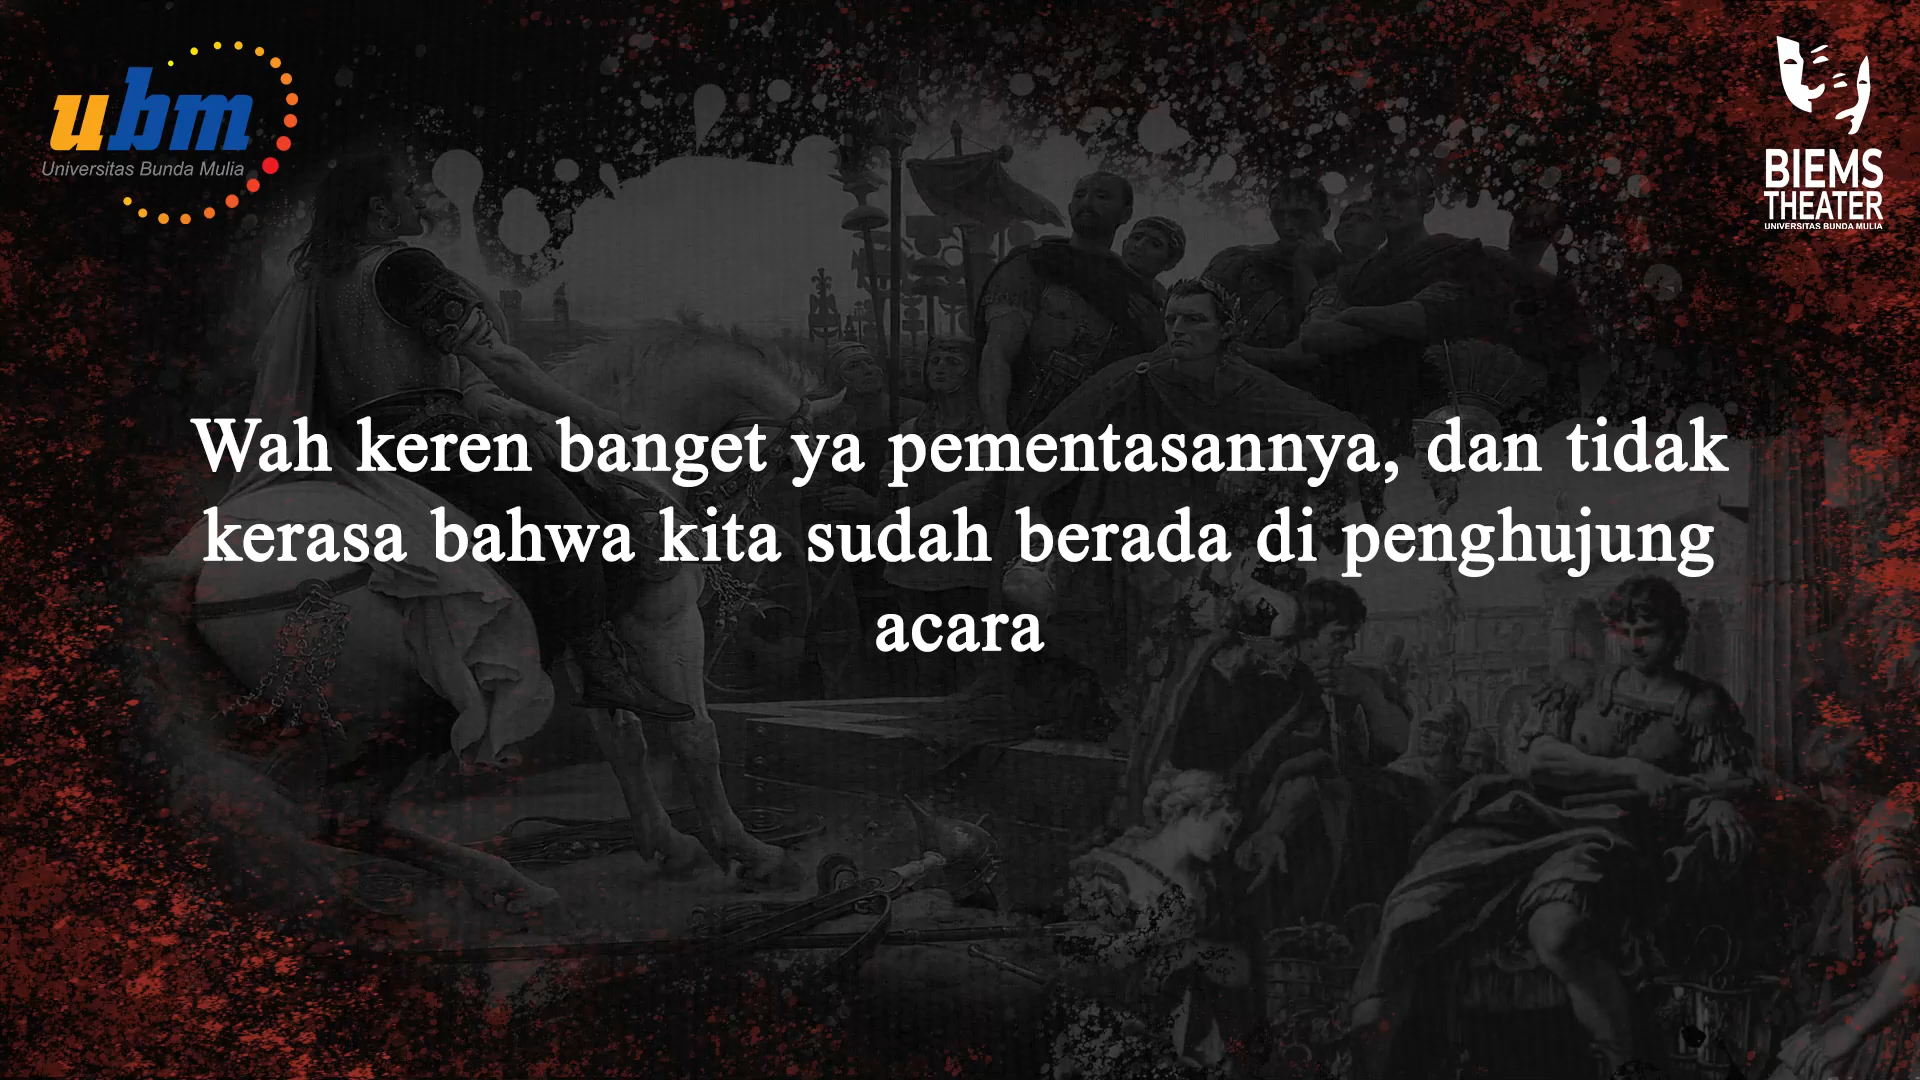 ubm
Universitas Bunda Mulia
BIEMS
THEATER
UNIVERSITAS BUNDA MULIA
Wah keren banget ya pementasannya, dan tidak
kerasa bahwa kita sudah berada di penghujung
acara